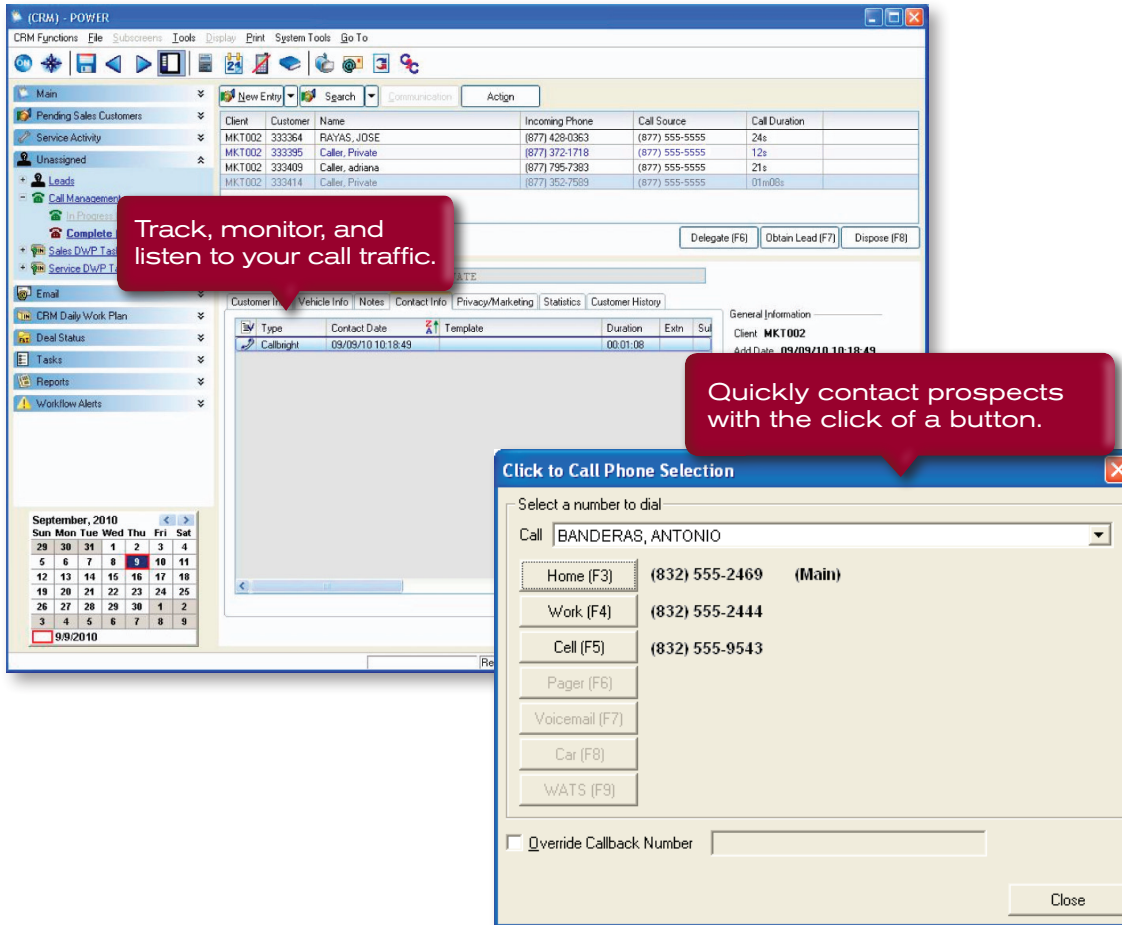 (CRM) - POWER
CRM Functions File Subscreens Tools Display Print System Tools Go To
Main
Pending Sales Customers
Service Activity
Unassigned
Leads
Call Management
In Progress
Complete
Sales DWP Task
Service DWP Ta
Email
CRM Daily Work Plan
Deal Status
Tasks
Reports
Workflow Alerts
New Entry Search Communication Action
Client Customer Name Incoming Phone Call Source Call Duration
MKT002 333364 RAYAS, JOSE (877) 428-0363 (877) 555-5555 24s
MKT002 333395 Caller, Private (877) 372-1718 (877) 555-5555 12s
MKT002 333409 Caller, adriana (877) 795-7383 (877) 555-5555 21s
MKT002 333414 Caller, Private (877) 352-7589 (877) 555-5555 01m08s
Delegate (F6) Obtain Lead (F7) Dispose (F8)
Track, monitor, and
listen to your call traffic.
Vehicle Info Notes Contact Info Privacy/Marketing Statistics Customer History
Type Contact Date Template Duration Extn
Callbright 09/09/10 10:18:49 00:01:08
General Information
Client MKT002
Add Date 09/09/10 10:18:49
September, 2010
Sun Mon Tue Wed Thu Fri Sat
29 30 31 1 2 3 4
5 6 7 8 9 10 11
12 13 14 15 16 17 18
19 20 21 22 23 24 25
26 27 28 29 30 1 2
3 4 5 6 7 8 9
9/9/2010
Quickly contact prospects
with the click of a button.
Click to Call Phone Selection
Select a number to dial
Call BANDERAS, ANTONIO
Home (F3) (832) 555-2469 (Main)
Work (F4) (832) 555-2444
Cell (F5) (832) 555-9543
Pager (F6)
Voicemail (F7)
Car (F8)
WATS (F9)
Override Callback Number
Close